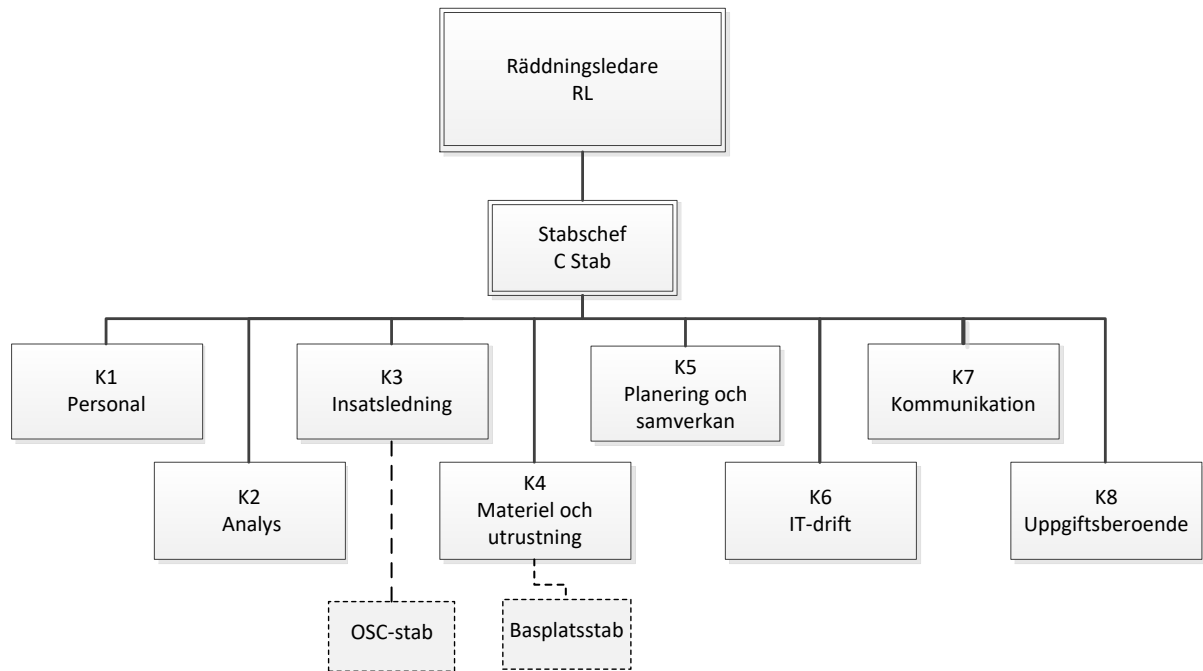 Räddningsledare
RL
Stabschef
C Stab
K1
Personal
K2
Analys
K3
Insatsledning
K4
Materiel och
utrustning
K5
Planering och
samverkan
K6
IT-drift
K7
Kommunikation
K8
Uppgiftsberoende
OSC-stab
Basplatsstab